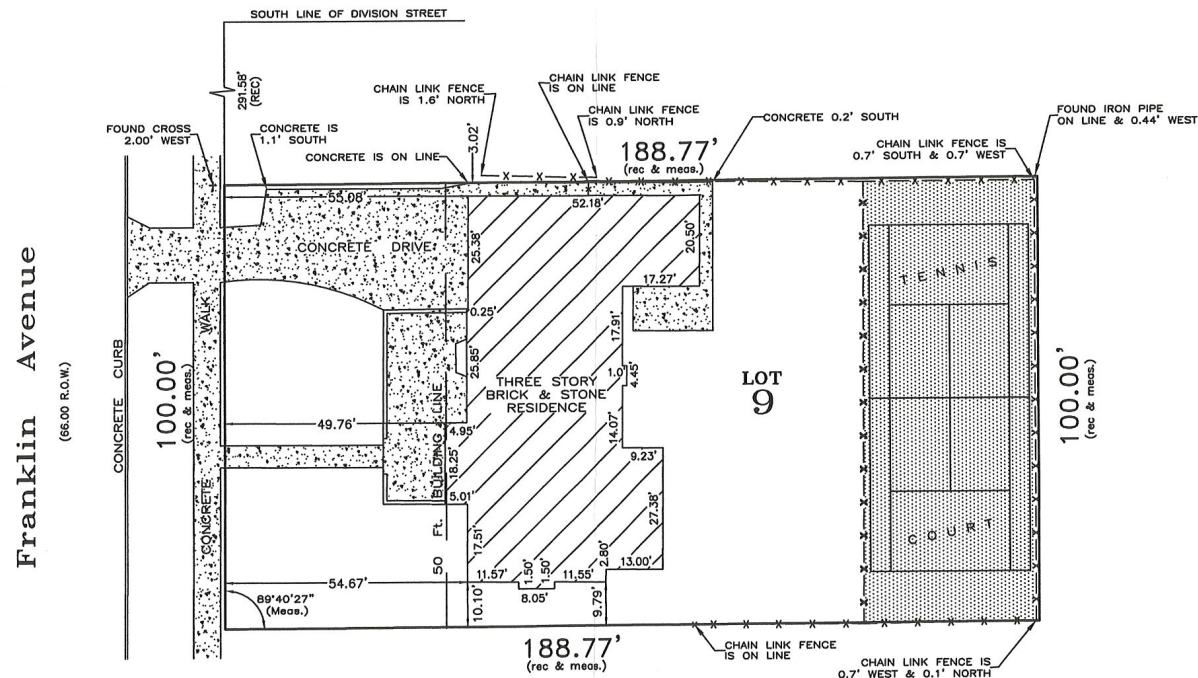 SOUTH LINE OF DIVISION STREET
291.58'
(REC)
CHAIN LINK FENCE
IS 1.6' NORTH
CHAIN LINK FENCE
IS ON LINE
CHAIN LINK FENCE
IS 0.9' NORTH
CONCRETE 0.2' SOUTH
FOUND IRON PIPE
ON LINE & 0.44' WEST
CHAIN LINK FENCE IS
0.7' SOUTH & 0.7' WEST
FOUND CROSS
2.00' WEST
CONCRETE IS
1.1' SOUTH
CONCRETE IS ON LINE
3.02'
188.77'
(rec & meas.)
55.08'
52.18'
CONCRETE DRIVE
25.38'
20.50'
17.27'
0.25'
17.91'
25.85'
1.0'
4.45'
THREE STORY
BRICK & STONE
RESIDENCE
14.07'
49.76'
4.95'
18.25'
5.01'
9.23'
27.38'
17.51'
2.80'
13.00'
11.57'
1.50'
1.50'
11.55'
8.05'
54.67'
10.10'
9.79'
89°40'27"
(Meas.)
50 Ft. BUILDING LINE
LOT
9
TENNIS
COURT
100.00'
(rec & meas.)
100.00'
(rec & meas.)
Franklin Avenue
(66.00 R.O.W.)
CONCRETE CURB
CONCRETE WALK
188.77'
(rec & meas.)
CHAIN LINK FENCE
IS ON LINE
CHAIN LINK FENCE IS
0.7' WEST & 0.1' NORTH